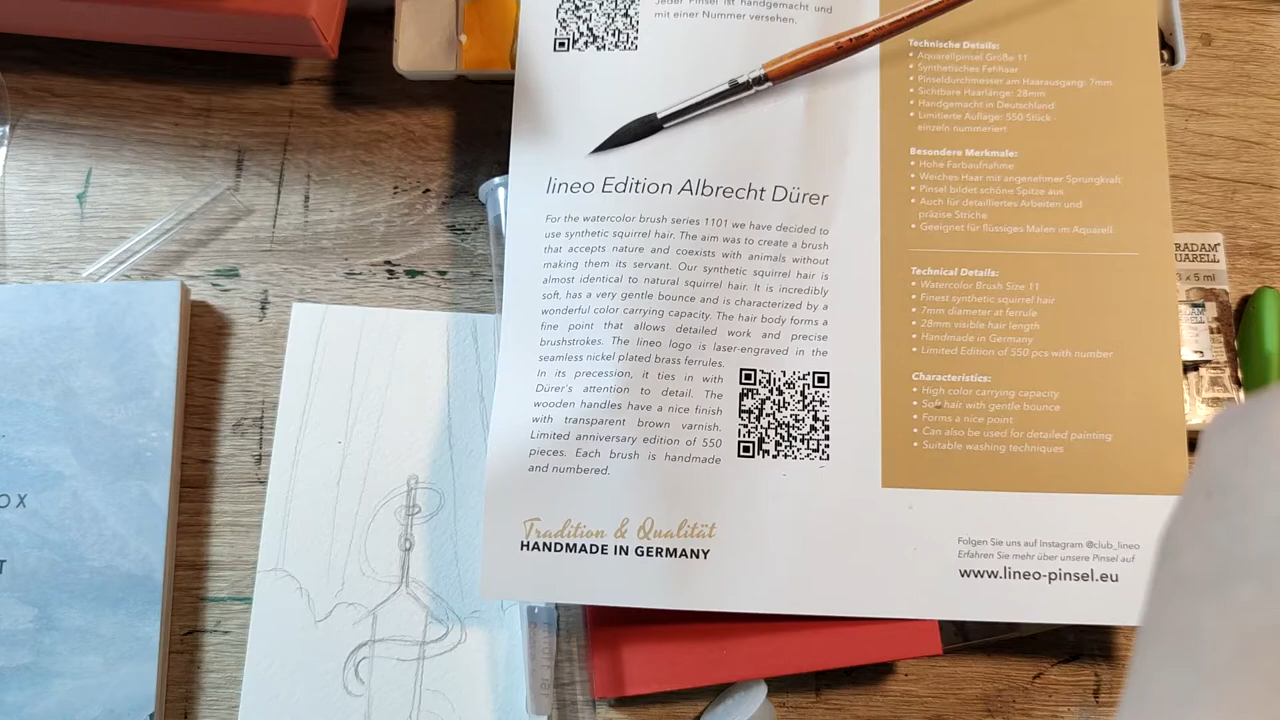 Jeder Pinsel ist handgemacht und
mit einer Nummer versehen.
lineo Edition Albrecht Dürer
For the watercolor brush series 1101 we have decided to
use synthetic squirrel hair. The aim was to create a brush
that accepts nature and coexists with animals without
making them its servant. Our synthetic squirrel hair is
almost identical to natural squirrel hair. It is incredibly
soft, has a very gentle bounce and is characterized by a
wonderful color carrying capacity. The hair body forms a
fine point that allows detailed work and precise
brushstrokes. The lineo logo is laser-engraved in the
seamless nickel plated brass ferrules.
In its precession, it ties in with
Dürer's attention to detail. The
wooden handles have a nice finish
with transparent brown varnish.
Limited anniversary edition of 550
pieces. Each brush is handmade
and numbered.
Tradition & Qualität
HANDMADE IN GERMANY
Technische Details:
• Aquarellpinsel Größe 11
• Synthetisches Fehhaar
• Pinseldurchmesser am Haarausgang: 7mm
• Sichtbare Haarlänge: 28mm
• Handgemacht in Deutschland
• Limitierte Auflage: 550 Stück -
einzeln nummeriert
Besondere Merkmale:
• Hohe Farbaufnahme
• Weiches Haar mit angenehmer Sprungkraft
• Pinsel bildet schöne Spitze aus
• Auch für detailliertes Arbeiten und
präzise Striche
• Geeignet für flüssiges Malen im Aquarell
Technical Details:
• Watercolor Brush Size 11
• Finest synthetic squirrel hair
• 7mm diameter at ferrule
• 28mm visible hair length
• Handmade in Germany
• Limited Edition of 550 pcs with number
Characteristics:
• High color carrying capacity
• Soft hair with gentle bounce
• Forms a nice point
• Can also be used for detailed painting
• Suitable washing techniques
Folgen Sie uns auf Instagram @club_lineo
Erfahren Sie mehr über unsere Pinsel auf
www.lineo-pinsel.eu
RADAM
UARELL
3 x 5 ml
OX
T